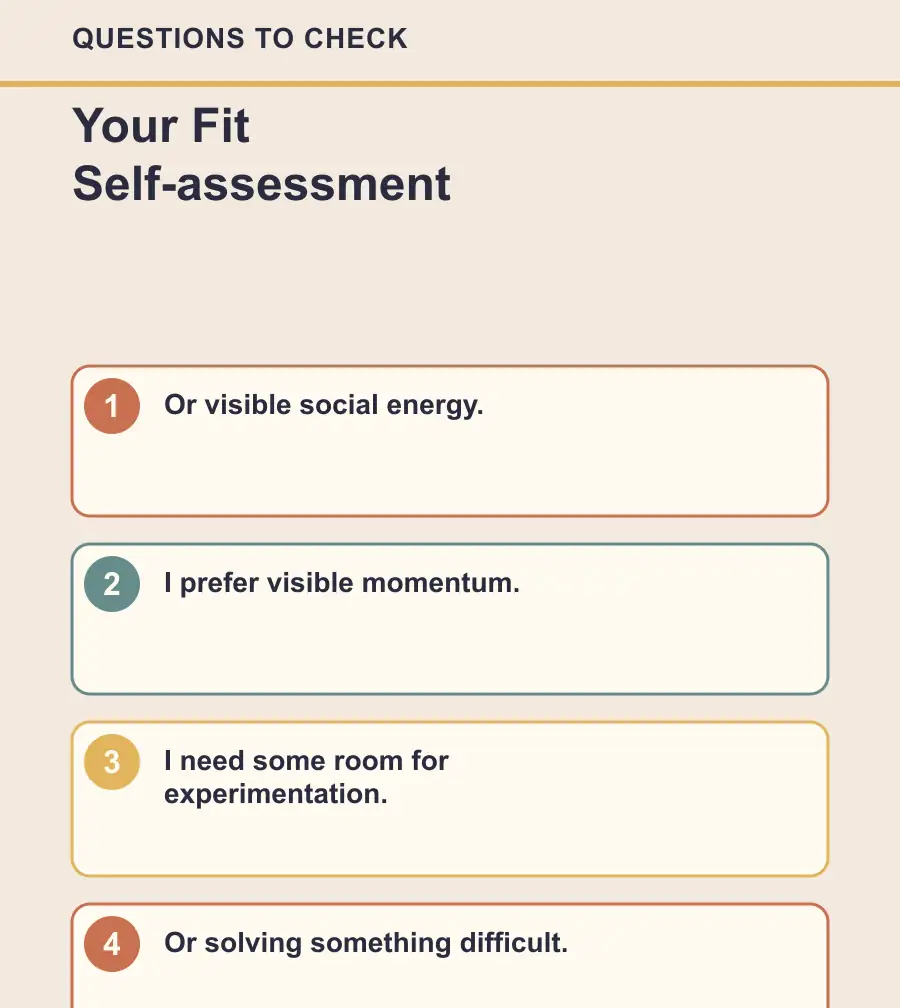 QUESTIONS TO CHECK
Your Fit
Self-assessment
1
Or visible social energy.
2
I prefer visible momentum.
3
I need some room for
experimentation.
4
Or solving something difficult.